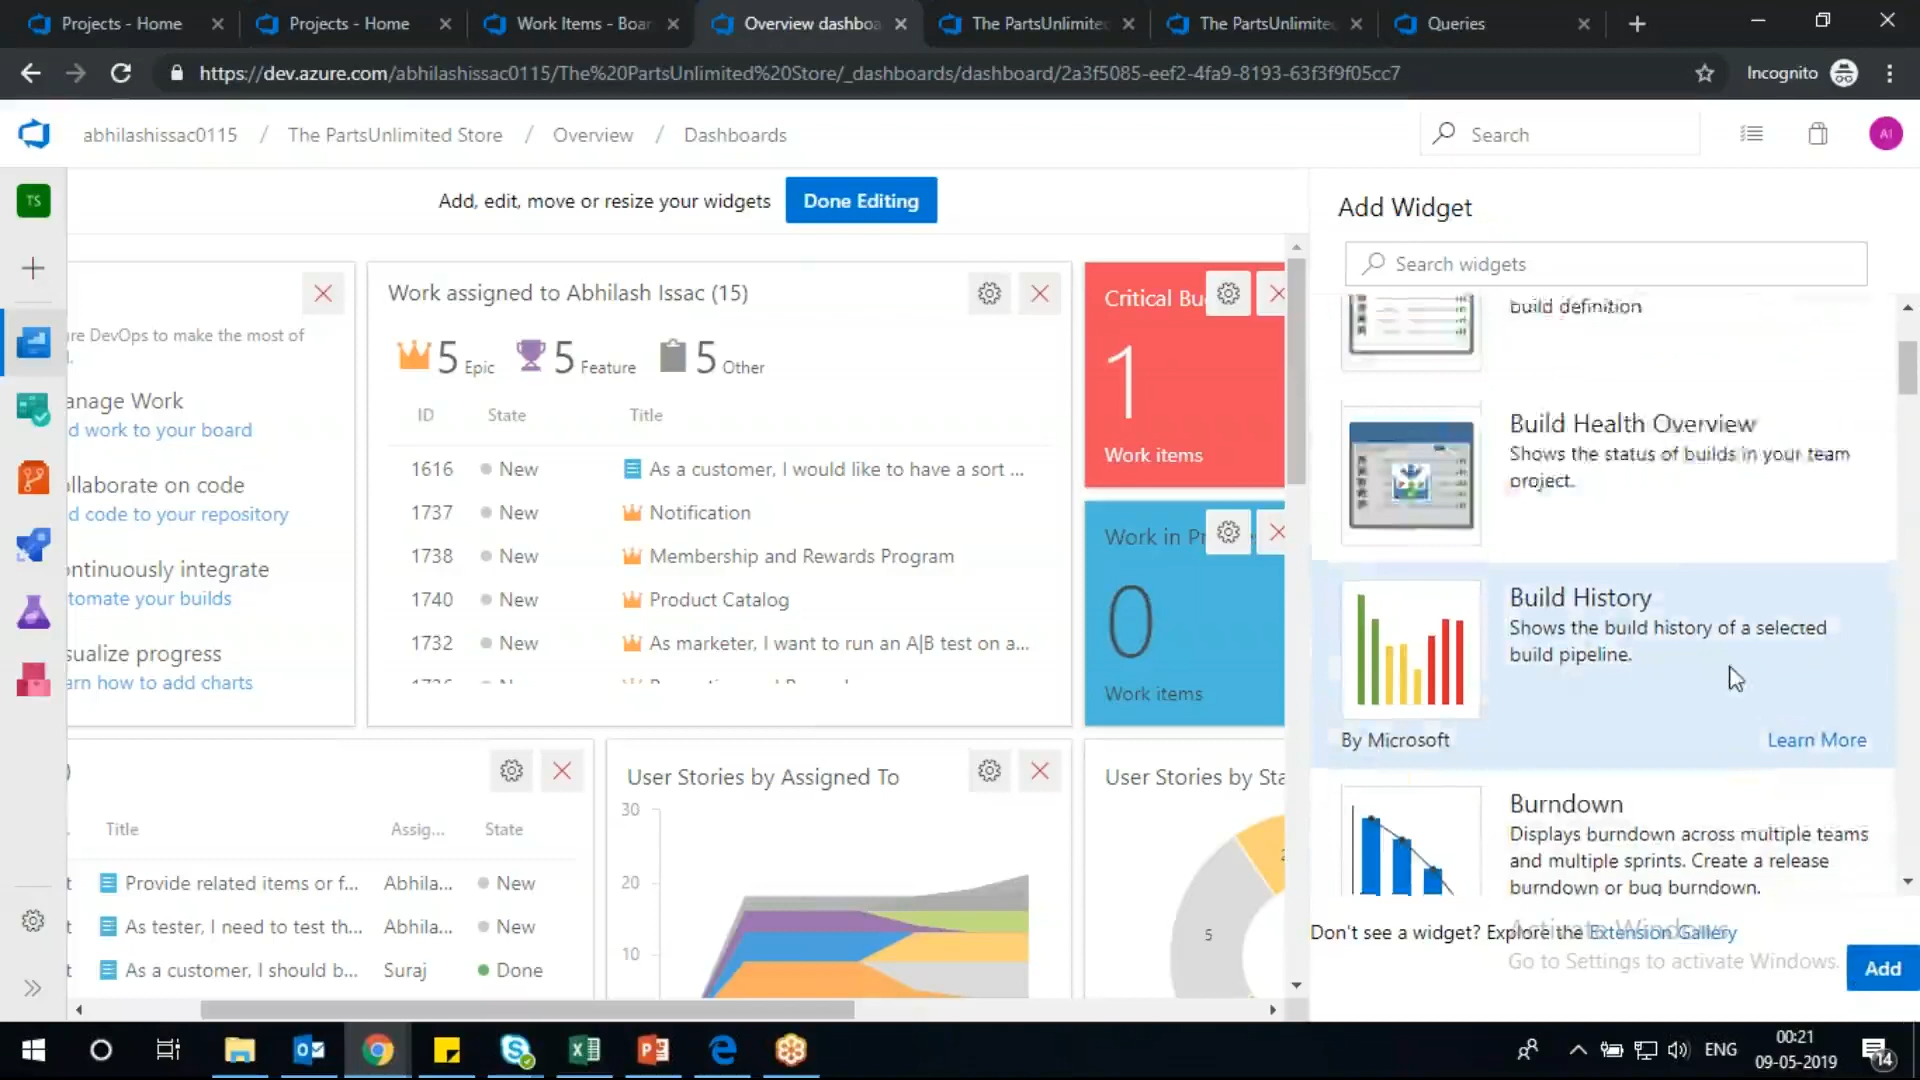 Projects - Home
Projects - Home
Work Items - Boar
Overview dashboa
The PartsUnlimited
The PartsUnlimited
Queries
https://dev.azure.com/abhilashissac0115/The%20PartsUnlimited%20Store/_dashboards/dashboard/2a3f5085-eef2-4fa9-8193-63f3f9f05cc7
Incognito
abhilashissac0115 / The PartsUnlimited Store / Overview / Dashboards
Search
AI
TS
Add, edit, move or resize your widgets
Done Editing
Add Widget
Search widgets
re DevOps to make the most of
anage Work
d work to your board
ollaborate on code
d code to your repository
ontinuously integrate
tomate your builds
sualize progress
arn how to add charts
Work assigned to Abhilash Issac (15)
5 Epic 5 Feature 5 Other
ID State Title
1616 New As a customer, I would like to have a sort ...
1737 New Notification
1738 New Membership and Rewards Program
1740 New Product Catalog
1732 New As marketer, I want to run an A|B test on a...
Critical Bu
1
Work items
Work in Pr
0
Work items
build definition
Build Health Overview
Shows the status of builds in your team
project.
Build History
Shows the build history of a selected
build pipeline.
By Microsoft
Learn More
Burndown
Displays burndown across multiple teams
and multiple sprints. Create a release
burndown or bug burndown.
)
Title Assig... State
t Provide related items or f... Abhila... New
t As tester, I need to test th... Abhila... New
t As a customer, I should b... Suraj Done
User Stories by Assigned To
30
20
10
User Stories by Sta
2
5
Don't see a widget? Explore the Extension Gallery
Activate Windows
Go to Settings to activate Windows.
Add
ENG
00:21
09-05-2019
14